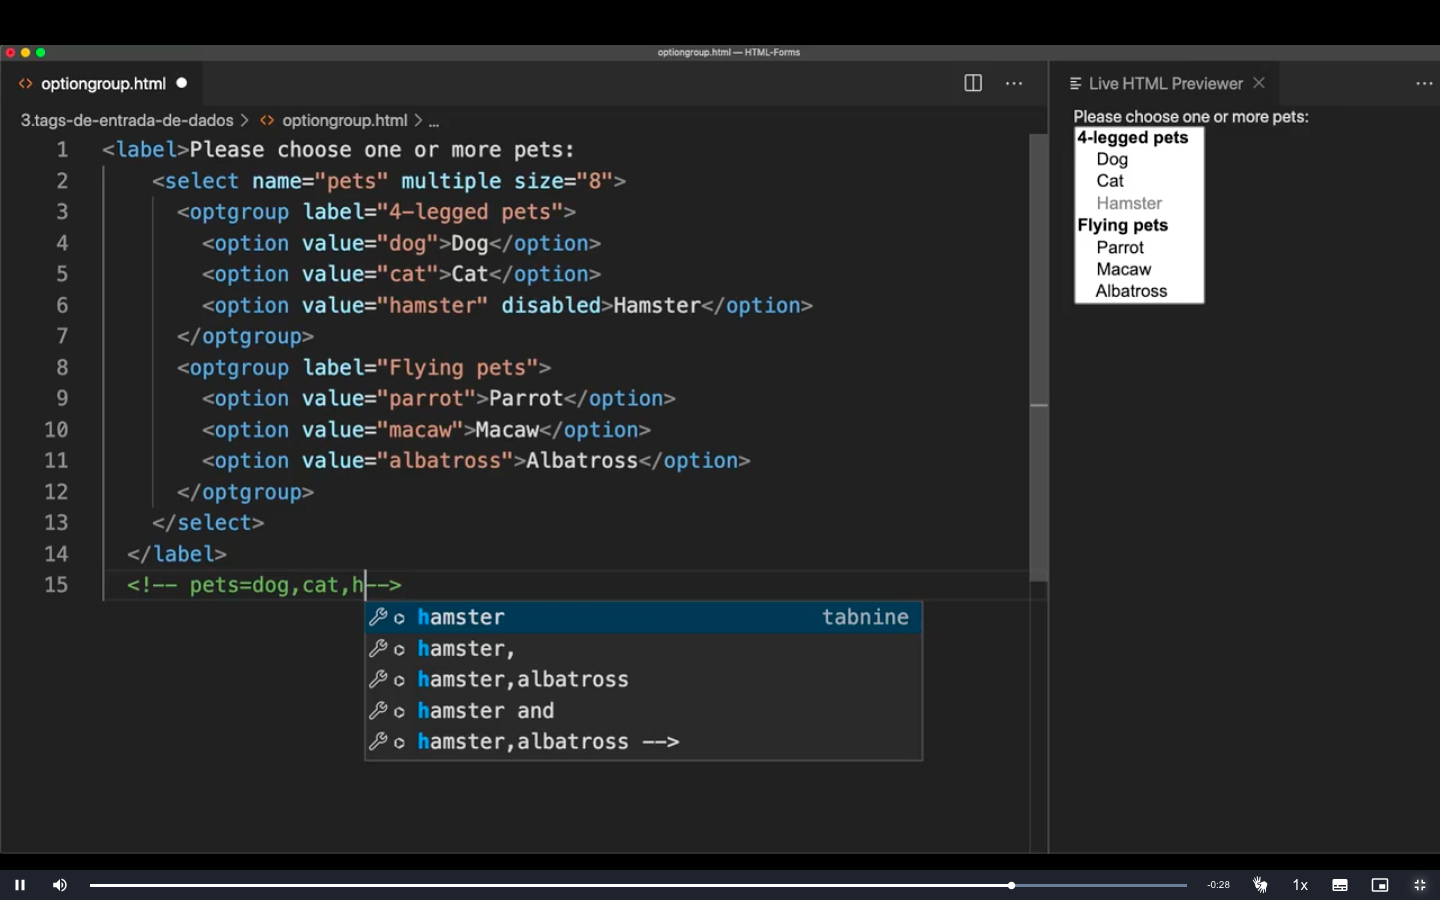 optiongroup.html — HTML-Forms
optiongroup.html
Live HTML Previewer
3.tags-de-entrada-de-dados > optiongroup.html > ...
1 <label>Please choose one or more pets:
2 <select name="pets" multiple size="8">
3 <optgroup label="4-legged pets">
4 <option value="dog">Dog</option>
5 <option value="cat">Cat</option>
6 <option value="hamster" disabled>Hamster</option>
7 </optgroup>
8 <optgroup label="Flying pets">
9 <option value="parrot">Parrot</option>
10 <option value="macaw">Macaw</option>
11 <option value="albatross">Albatross</option>
12 </optgroup>
13 </select>
14 </label>
15 <!-- pets=dog,cat,h-->
hamster tabnine
hamster,
hamster,albatross
hamster and
hamster,albatross -->
Please choose one or more pets:
4-legged pets
Dog
Cat
Hamster
Flying pets
Parrot
Macaw
Albatross
-0:28
1x